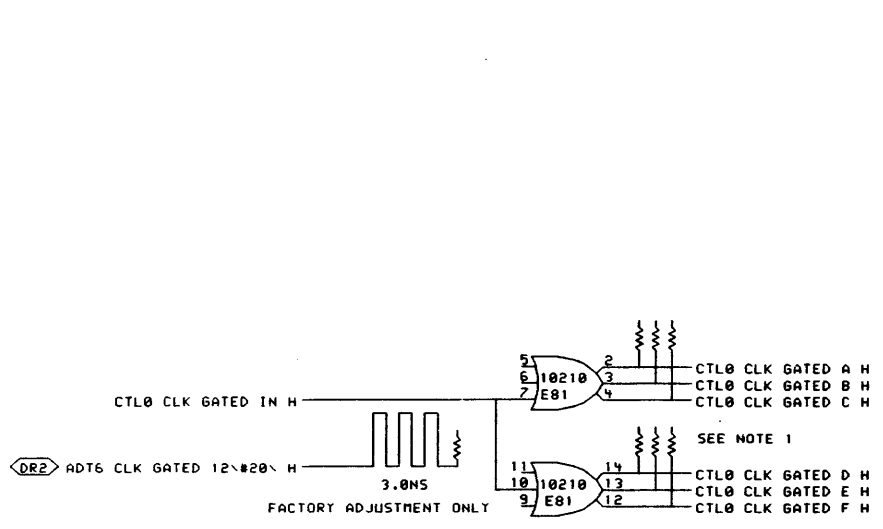 5 2
6 10210 3 CTL0 CLK GATED A H
7 E81 4 CTL0 CLK GATED B H
CTL0 CLK GATED IN H CTL0 CLK GATED C H
SEE NOTE 1
DR2 ADT6 CLK GATED 12\#20\ H
3.0NS
FACTORY ADJUSTMENT ONLY
11 14
10 10210 13 CTL0 CLK GATED D H
9 E81 12 CTL0 CLK GATED E H
CTL0 CLK GATED F H